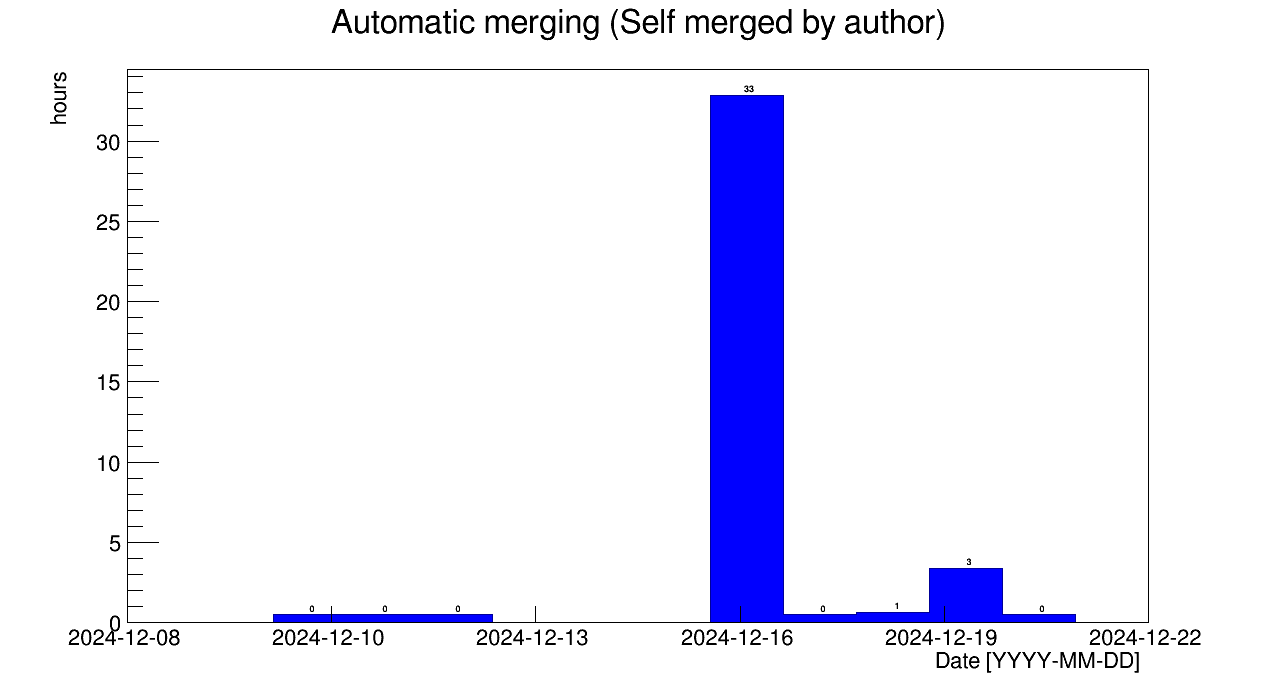 Automatic merging (Self merged by author)
hours
33
30
25
20
15
10
5
3
1
0 0 0 0 0
0
2024-12-08 2024-12-10 2024-12-13 2024-12-16 2024-12-19 2024-12-22
Date [YYYY-MM-DD]